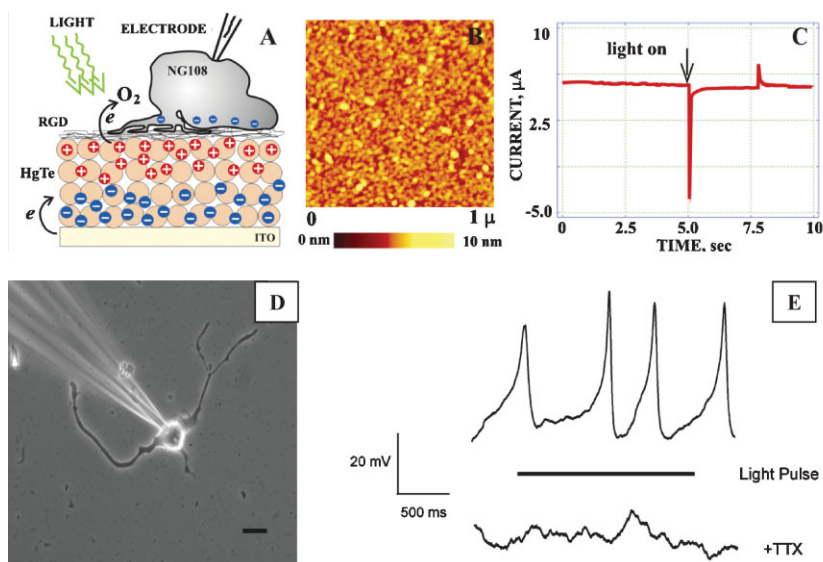 A
LIGHT
ELECTRODE
NG108
O2
e
RGD
HgTe
e
ITO
B
0
1 μ
0 nm
10 nm
C
light on
CURRENT, μA
10
2.5
-5.0
0
2.5
5.0
7.5
10
TIME, sec
D
E
20 mV
500 ms
Light Pulse
+TTX